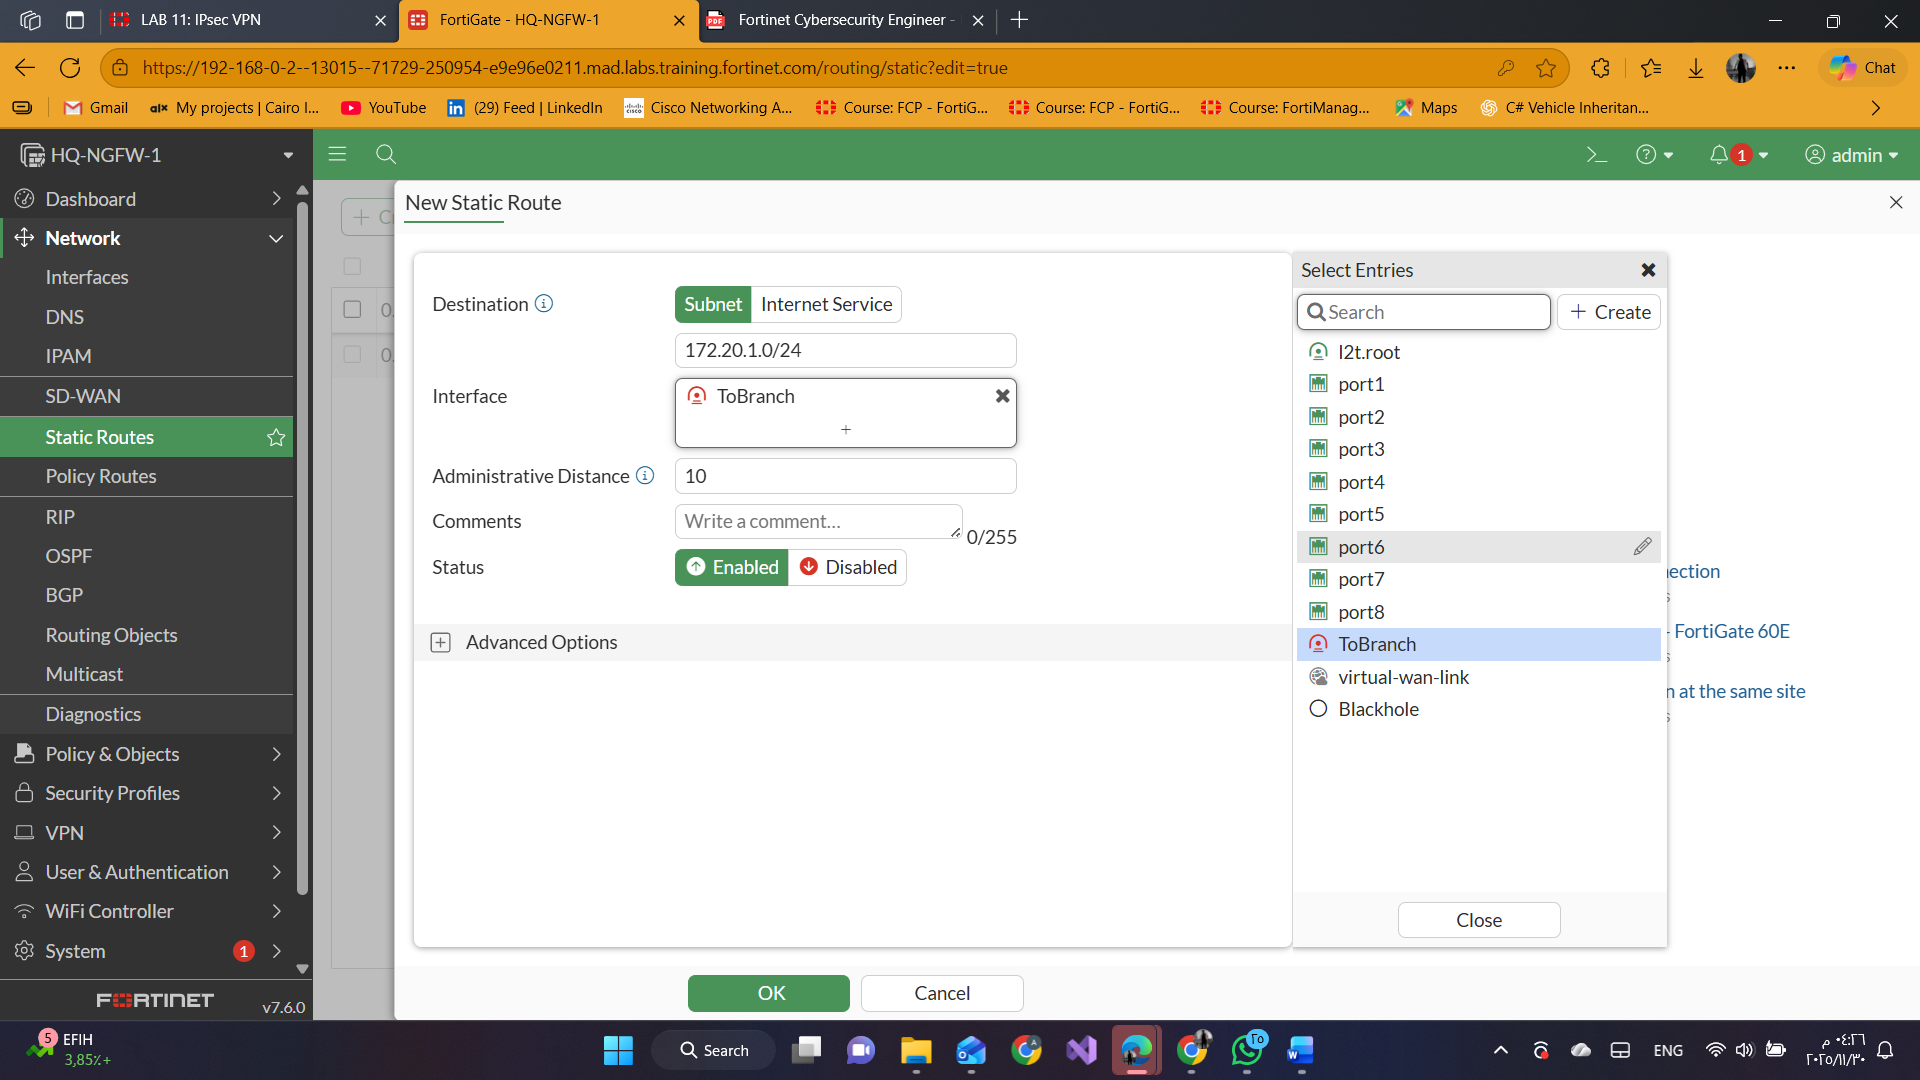 LAB 11: IPsec VPN
FortiGate - HQ-NGFW-1
Fortinet Cybersecurity Engineer -
https://192-168-0-2--13015--71729-250954-e9e96e0211.mad.labs.training.fortinet.com/routing/static?edit=true
Chat
Gmail
My projects | Cairo I...
YouTube
(29) Feed | LinkedIn
Cisco Networking A...
Course: FCP - FortiG...
Course: FCP - FortiG...
Course: FortiManag...
Maps
C# Vehicle Inheritan...
HQ-NGFW-1
1
admin
Dashboard
Network
Interfaces
DNS
IPAM
SD-WAN
Static Routes
Policy Routes
RIP
OSPF
BGP
Routing Objects
Multicast
Diagnostics
Policy & Objects
Security Profiles
VPN
User & Authentication
WiFi Controller
System
1
FORTINET
v7.6.0
New Static Route
Destination
Subnet
Internet Service
172.20.1.0/24
Interface
ToBranch
Administrative Distance
10
Comments
Write a comment...
0/255
Status
Enabled
Disabled
Advanced Options
OK
Cancel
Select Entries
Search
Create
l2t.root
port1
port2
port3
port4
port5
port6
port7
port8
ToBranch
virtual-wan-link
Blackhole
Close
FortiGate 60E
at the same site
5
EFIH
3,85٪+
Search
٢٥
ENG
٠٤:٢٦ م
٢٠٢٥/١١/٣٠